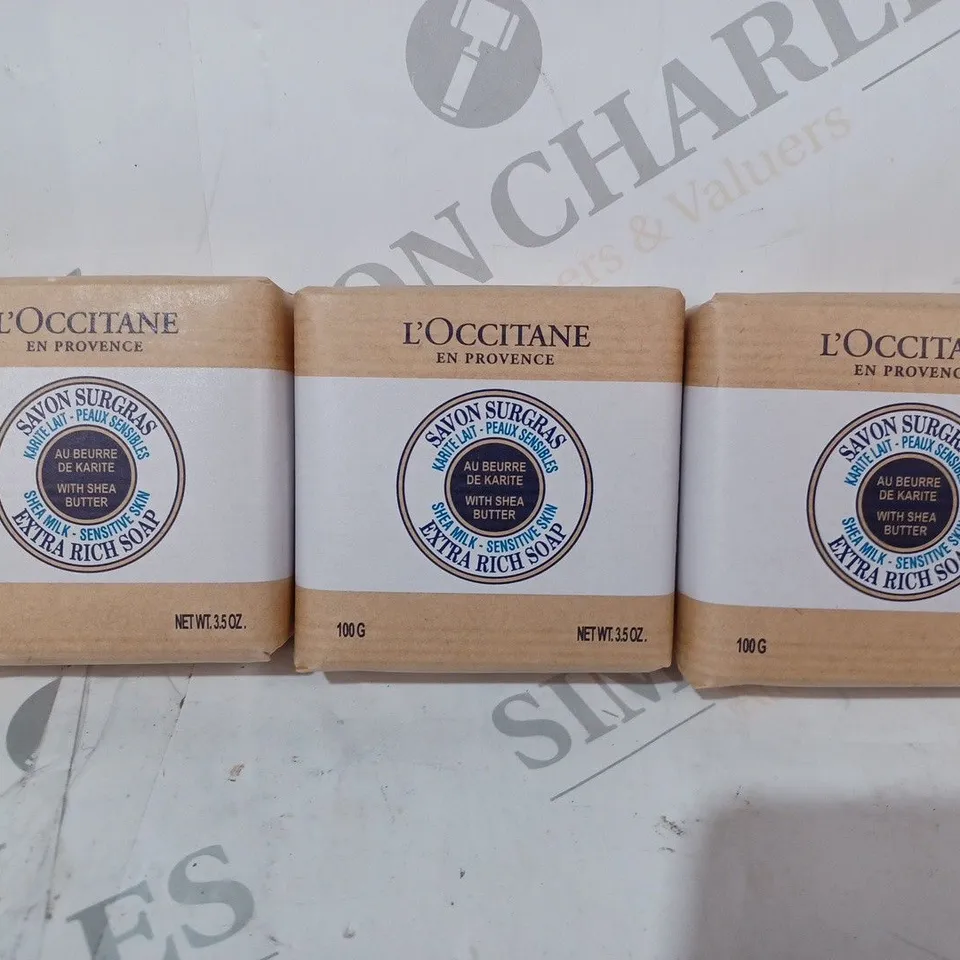 ON CHARLE
ers & Valuers
L'OCCITANE
EN PROVENCE
SAVON SURGRAS
KARITE LAIT - PEAUX SENSIBLES
AU BEURRE
DE KARITE
WITH SHEA
BUTTER
SHEA MILK - SENSITIVE SKIN
EXTRA RICH SOAP
NET WT. 3.5 OZ.
L'OCCITANE
EN PROVENCE
SAVON SURGRAS
KARITE LAIT - PEAUX SENSIBLES
AU BEURRE
DE KARITE
WITH SHEA
BUTTER
SHEA MILK - SENSITIVE SKIN
EXTRA RICH SOAP
100 G
NET WT. 3.5 OZ.
L'OCCITA
EN PROVENC
SAVON SURGRA
KARITE LAIT - PEAUX SENSIB
AU BEURRE
DE KARITE
WITH SHEA
BUTTER
SHEA MILK - SENSITIVE
EXTRA RICH SOA
100 G
SIM
ES